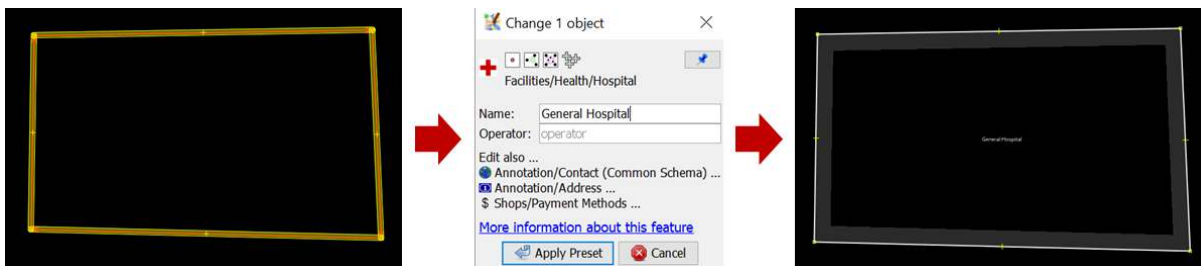 Change 1 object
Facilities/Health/Hospital
Name: General Hospital
Operator: operator
Edit also ...
Annotation/Contact (Common Schema) ...
Annotation/Address ...
$ Shops/Payment Methods ...
More information about this feature
Apply Preset Cancel
General Hospital